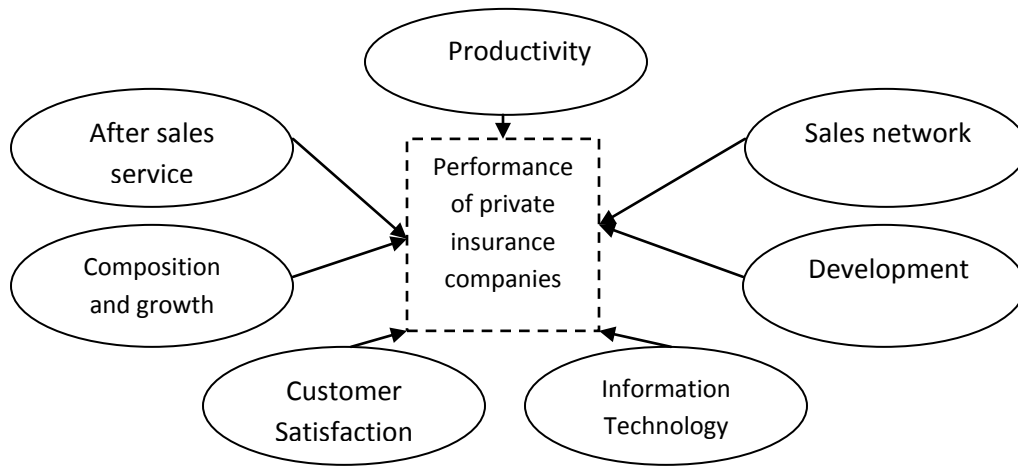 Productivity
After sales
service
Sales network
Performance
of private
insurance
companies
Composition
and growth
Development
Customer
Satisfaction
Information
Technology